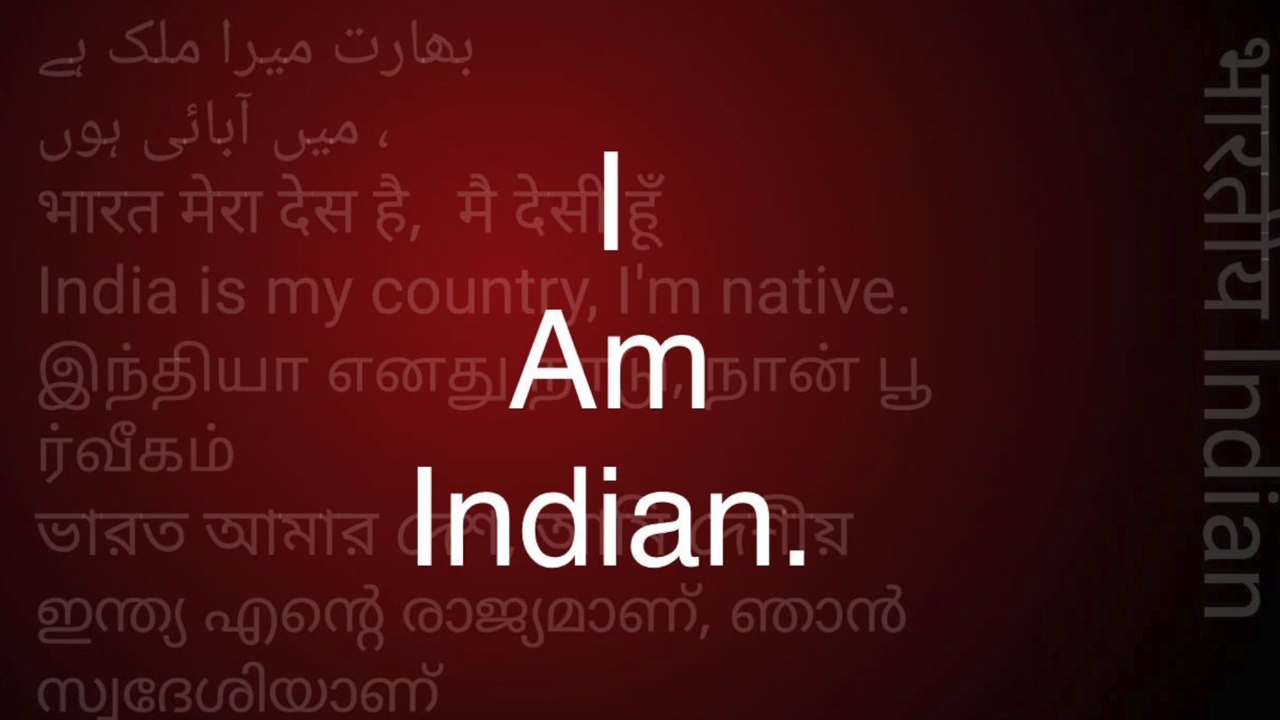 بھارت میرا ملک ہے
، میں آبائی ہوں
भारत मेरा देस है, मै देसी हूँ
India is my country, I'm native.
இந்தியா எனது நாடு, நான் பூ
ர்வீகம்
ভারত আমার দেশ, আমি দেশীয়
ഇന്ത്യ എന്റെ രാജ്യമാണ്, ഞാൻ
സ്വദേശിയാണ്
I
Am
Indian.
भारतीय Indian